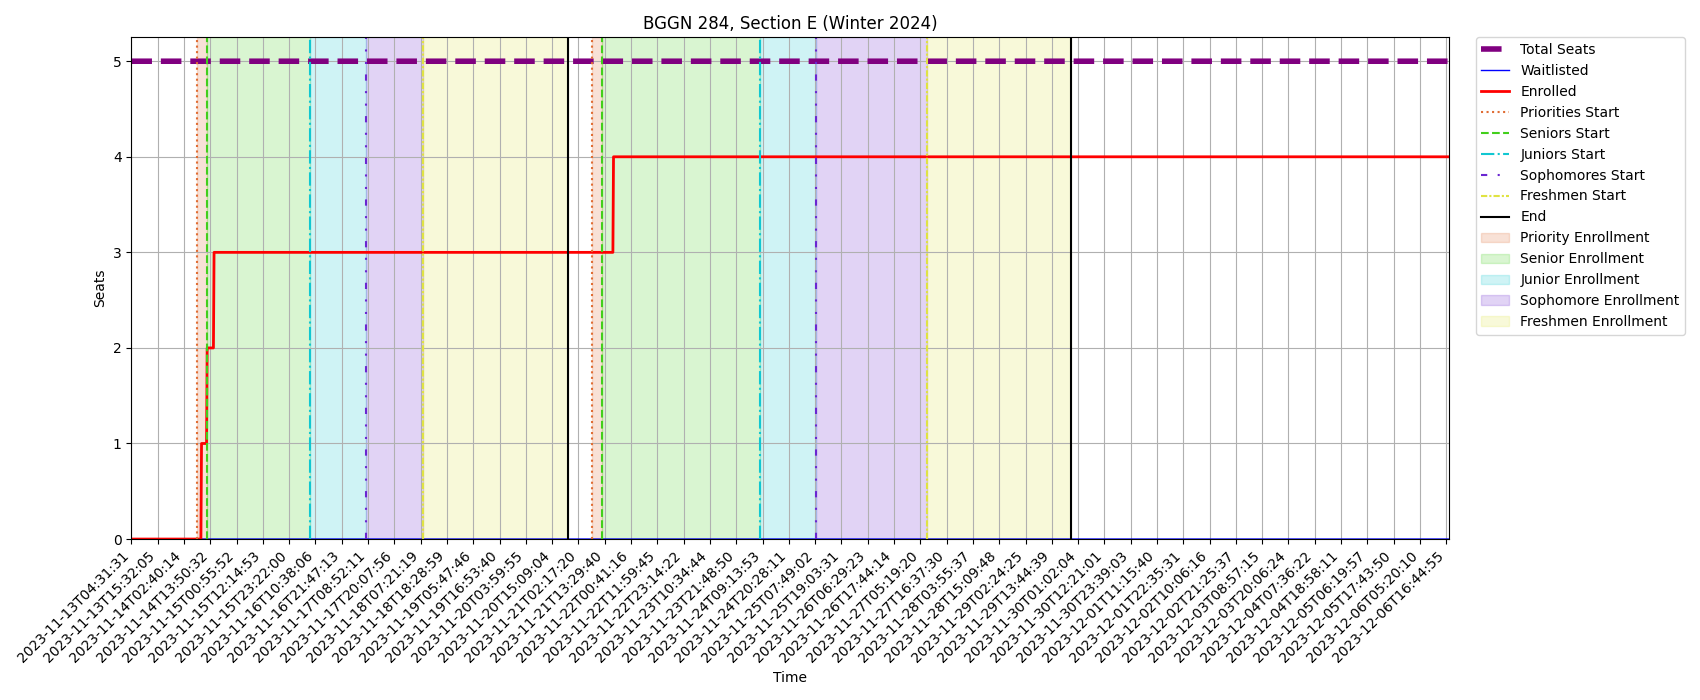 BGGN 284, Section E (Winter 2024)
Total Seats
Waitlisted
Enrolled
Priorities Start
Seniors Start
Juniors Start
Sophomores Start
Freshmen Start
End
Priority Enrollment
Senior Enrollment
Junior Enrollment
Sophomore Enrollment
Freshmen Enrollment
Seats
5
4
3
2
1
0
2023-11-13T04:31:31
2023-11-13T15:32:05
2023-11-14T02:40:14
2023-11-14T13:50:32
2023-11-15T00:55:52
2023-11-15T12:14:53
2023-11-15T23:22:00
2023-11-16T10:38:06
2023-11-16T21:47:13
2023-11-17T08:52:11
2023-11-17T20:07:56
2023-11-18T07:21:19
2023-11-18T18:28:59
2023-11-19T05:47:46
2023-11-19T16:53:40
2023-11-20T03:59:55
2023-11-20T15:09:04
2023-11-21T02:17:20
2023-11-21T13:29:40
2023-11-22T00:41:16
2023-11-22T11:59:45
2023-11-22T23:14:22
2023-11-23T10:34:44
2023-11-23T21:48:50
2023-11-24T09:13:53
2023-11-24T20:28:11
2023-11-25T07:49:02
2023-11-25T19:03:31
2023-11-26T06:29:23
2023-11-26T17:44:14
2023-11-27T05:19:20
2023-11-27T16:37:30
2023-11-28T03:55:37
2023-11-28T15:09:48
2023-11-29T02:24:25
2023-11-29T13:44:39
2023-11-30T01:02:04
2023-11-30T12:21:01
2023-11-30T23:39:03
2023-12-01T11:15:40
2023-12-01T22:35:31
2023-12-02T10:06:16
2023-12-02T21:25:37
2023-12-03T08:57:15
2023-12-03T20:06:24
2023-12-04T07:36:22
2023-12-04T18:58:11
2023-12-05T06:19:57
2023-12-05T17:43:50
2023-12-06T05:20:10
2023-12-06T16:44:55
Time